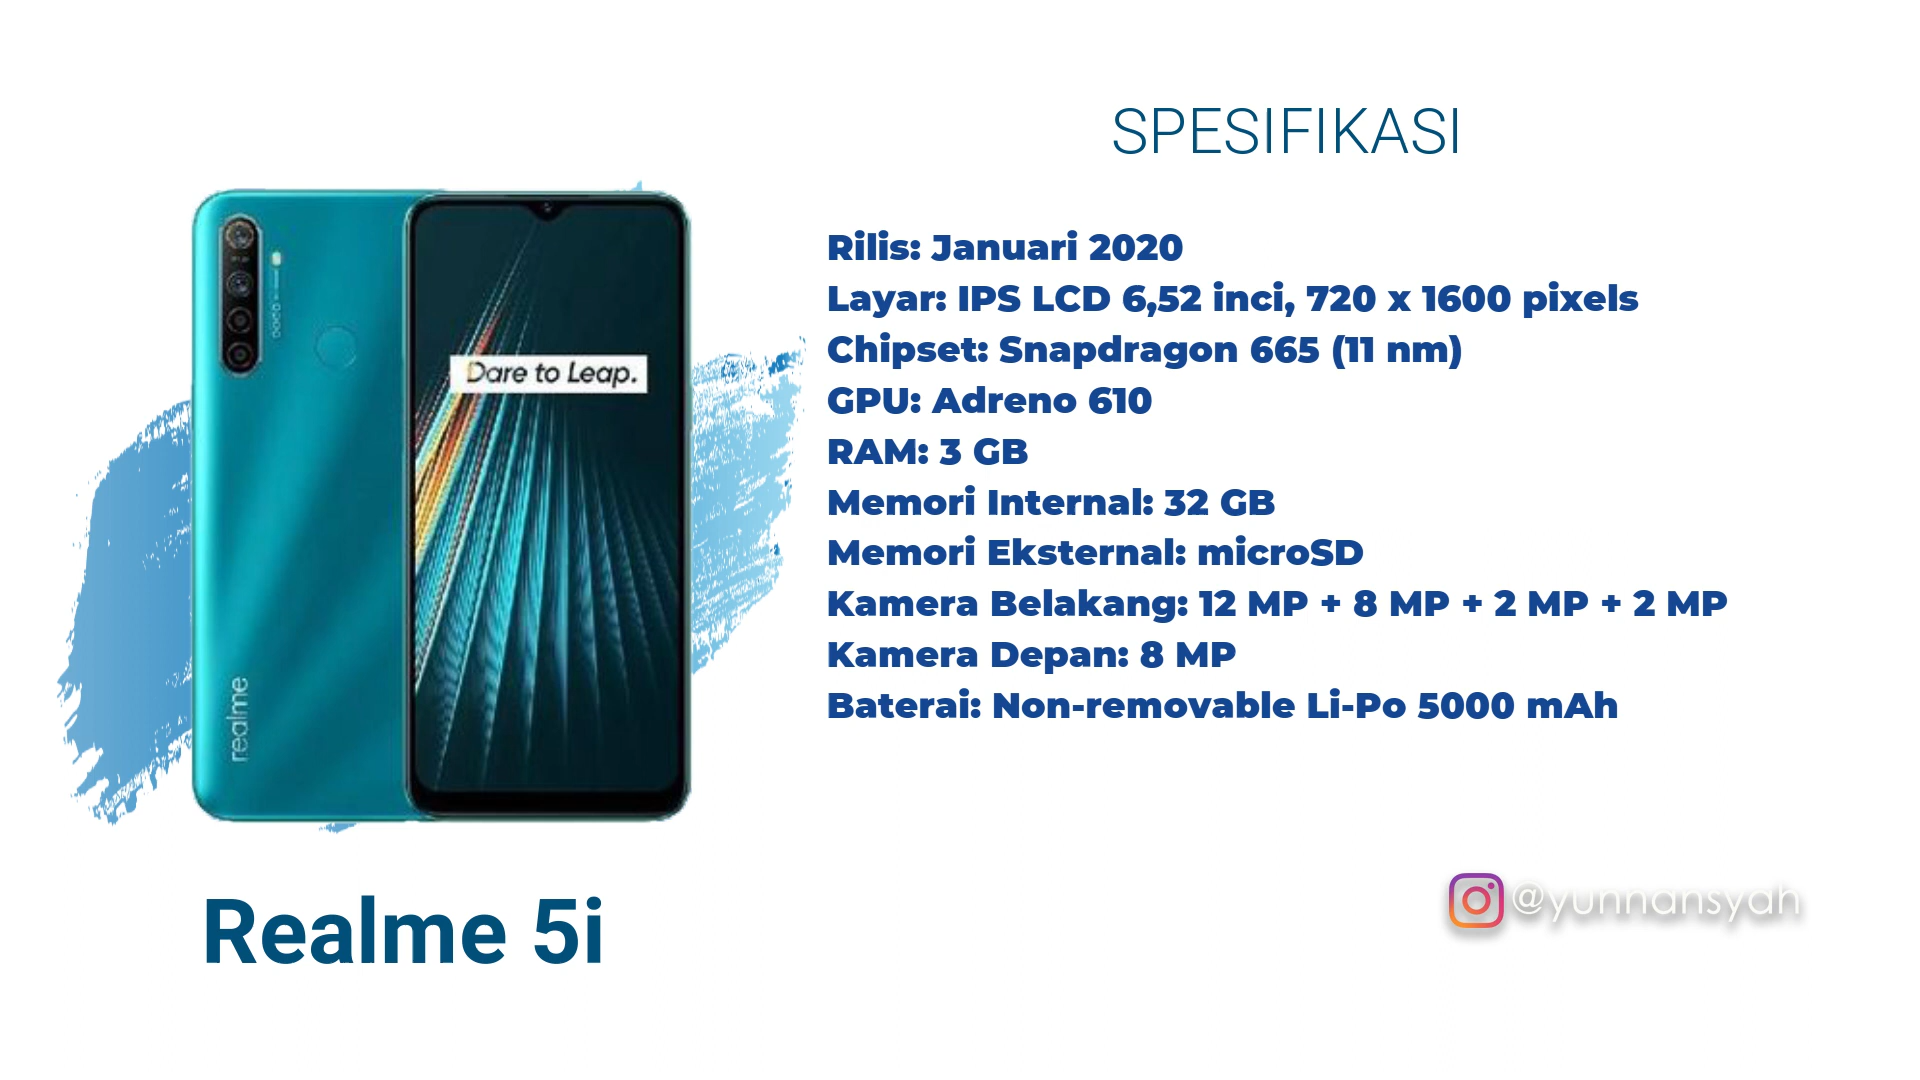 SPESIFIKASI
Rilis: Januari 2020
Layar: IPS LCD 6,52 inci, 720 x 1600 pixels
Chipset: Snapdragon 665 (11 nm)
GPU: Adreno 610
RAM: 3 GB
Memori Internal: 32 GB
Memori Eksternal: microSD
Kamera Belakang: 12 MP + 8 MP + 2 MP + 2 MP
Kamera Depan: 8 MP
Baterai: Non-removable Li-Po 5000 mAh
Dare to Leap.
realme
Realme 5i
@yunnansyah